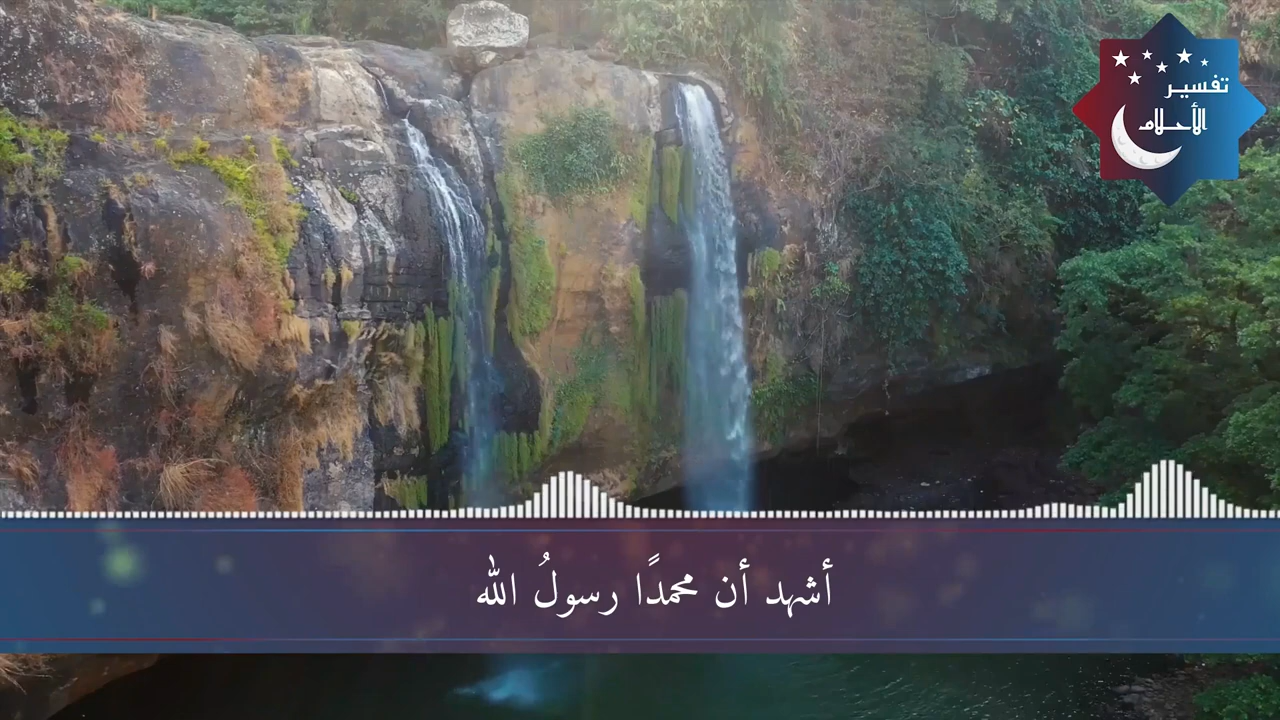 تفسير
الأحلام
أشهد أن محمدًا رسولُ الله